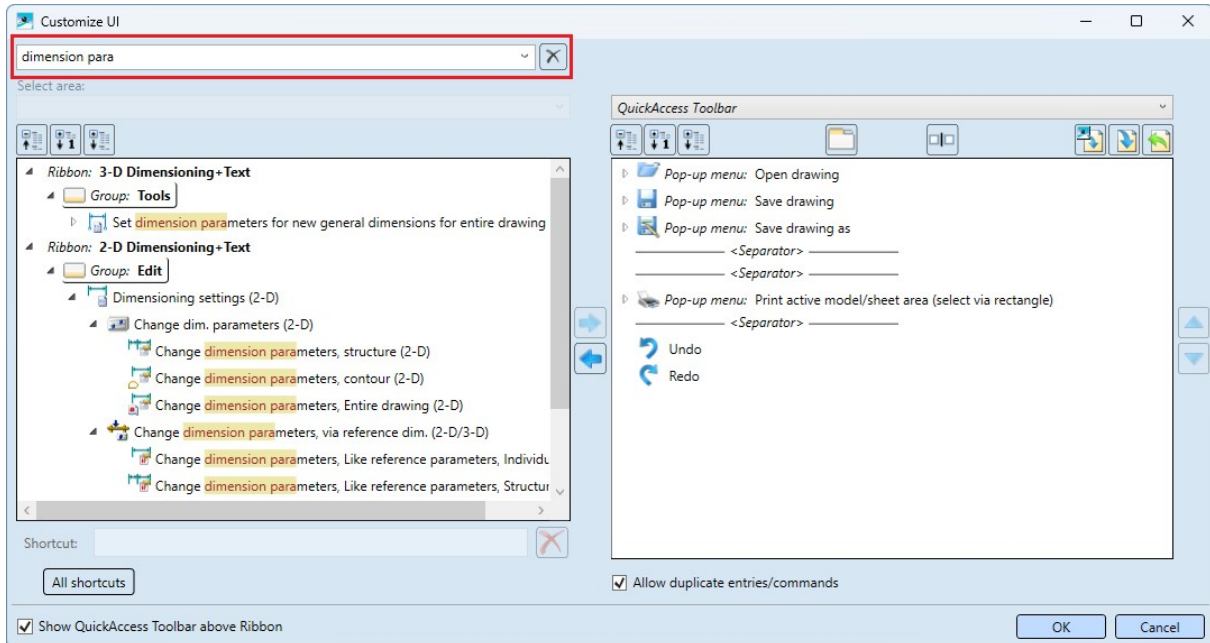 Customize UI
dimension para
Select area:
QuickAccess Toolbar
1
1
Ribbon: 3-D Dimensioning+Text
Group: Tools
Set dimension parameters for new general dimensions for entire drawing
Ribbon: 2-D Dimensioning+Text
Group: Edit
Dimensioning settings (2-D)
Change dim. parameters (2-D)
Change dimension parameters, structure (2-D)
Change dimension parameters, contour (2-D)
Change dimension parameters, Entire drawing (2-D)
Change dimension parameters, via reference dim. (2-D/3-D)
Change dimension parameters, Like reference parameters, Individu
Change dimension parameters, Like reference parameters, Structur
Pop-up menu: Open drawing
Pop-up menu: Save drawing
Pop-up menu: Save drawing as
<Separator>
<Separator>
Pop-up menu: Print active model/sheet area (select via rectangle)
<Separator>
Undo
Redo
Shortcut:
All shortcuts
Allow duplicate entries/commands
Show QuickAccess Toolbar above Ribbon
OK
Cancel